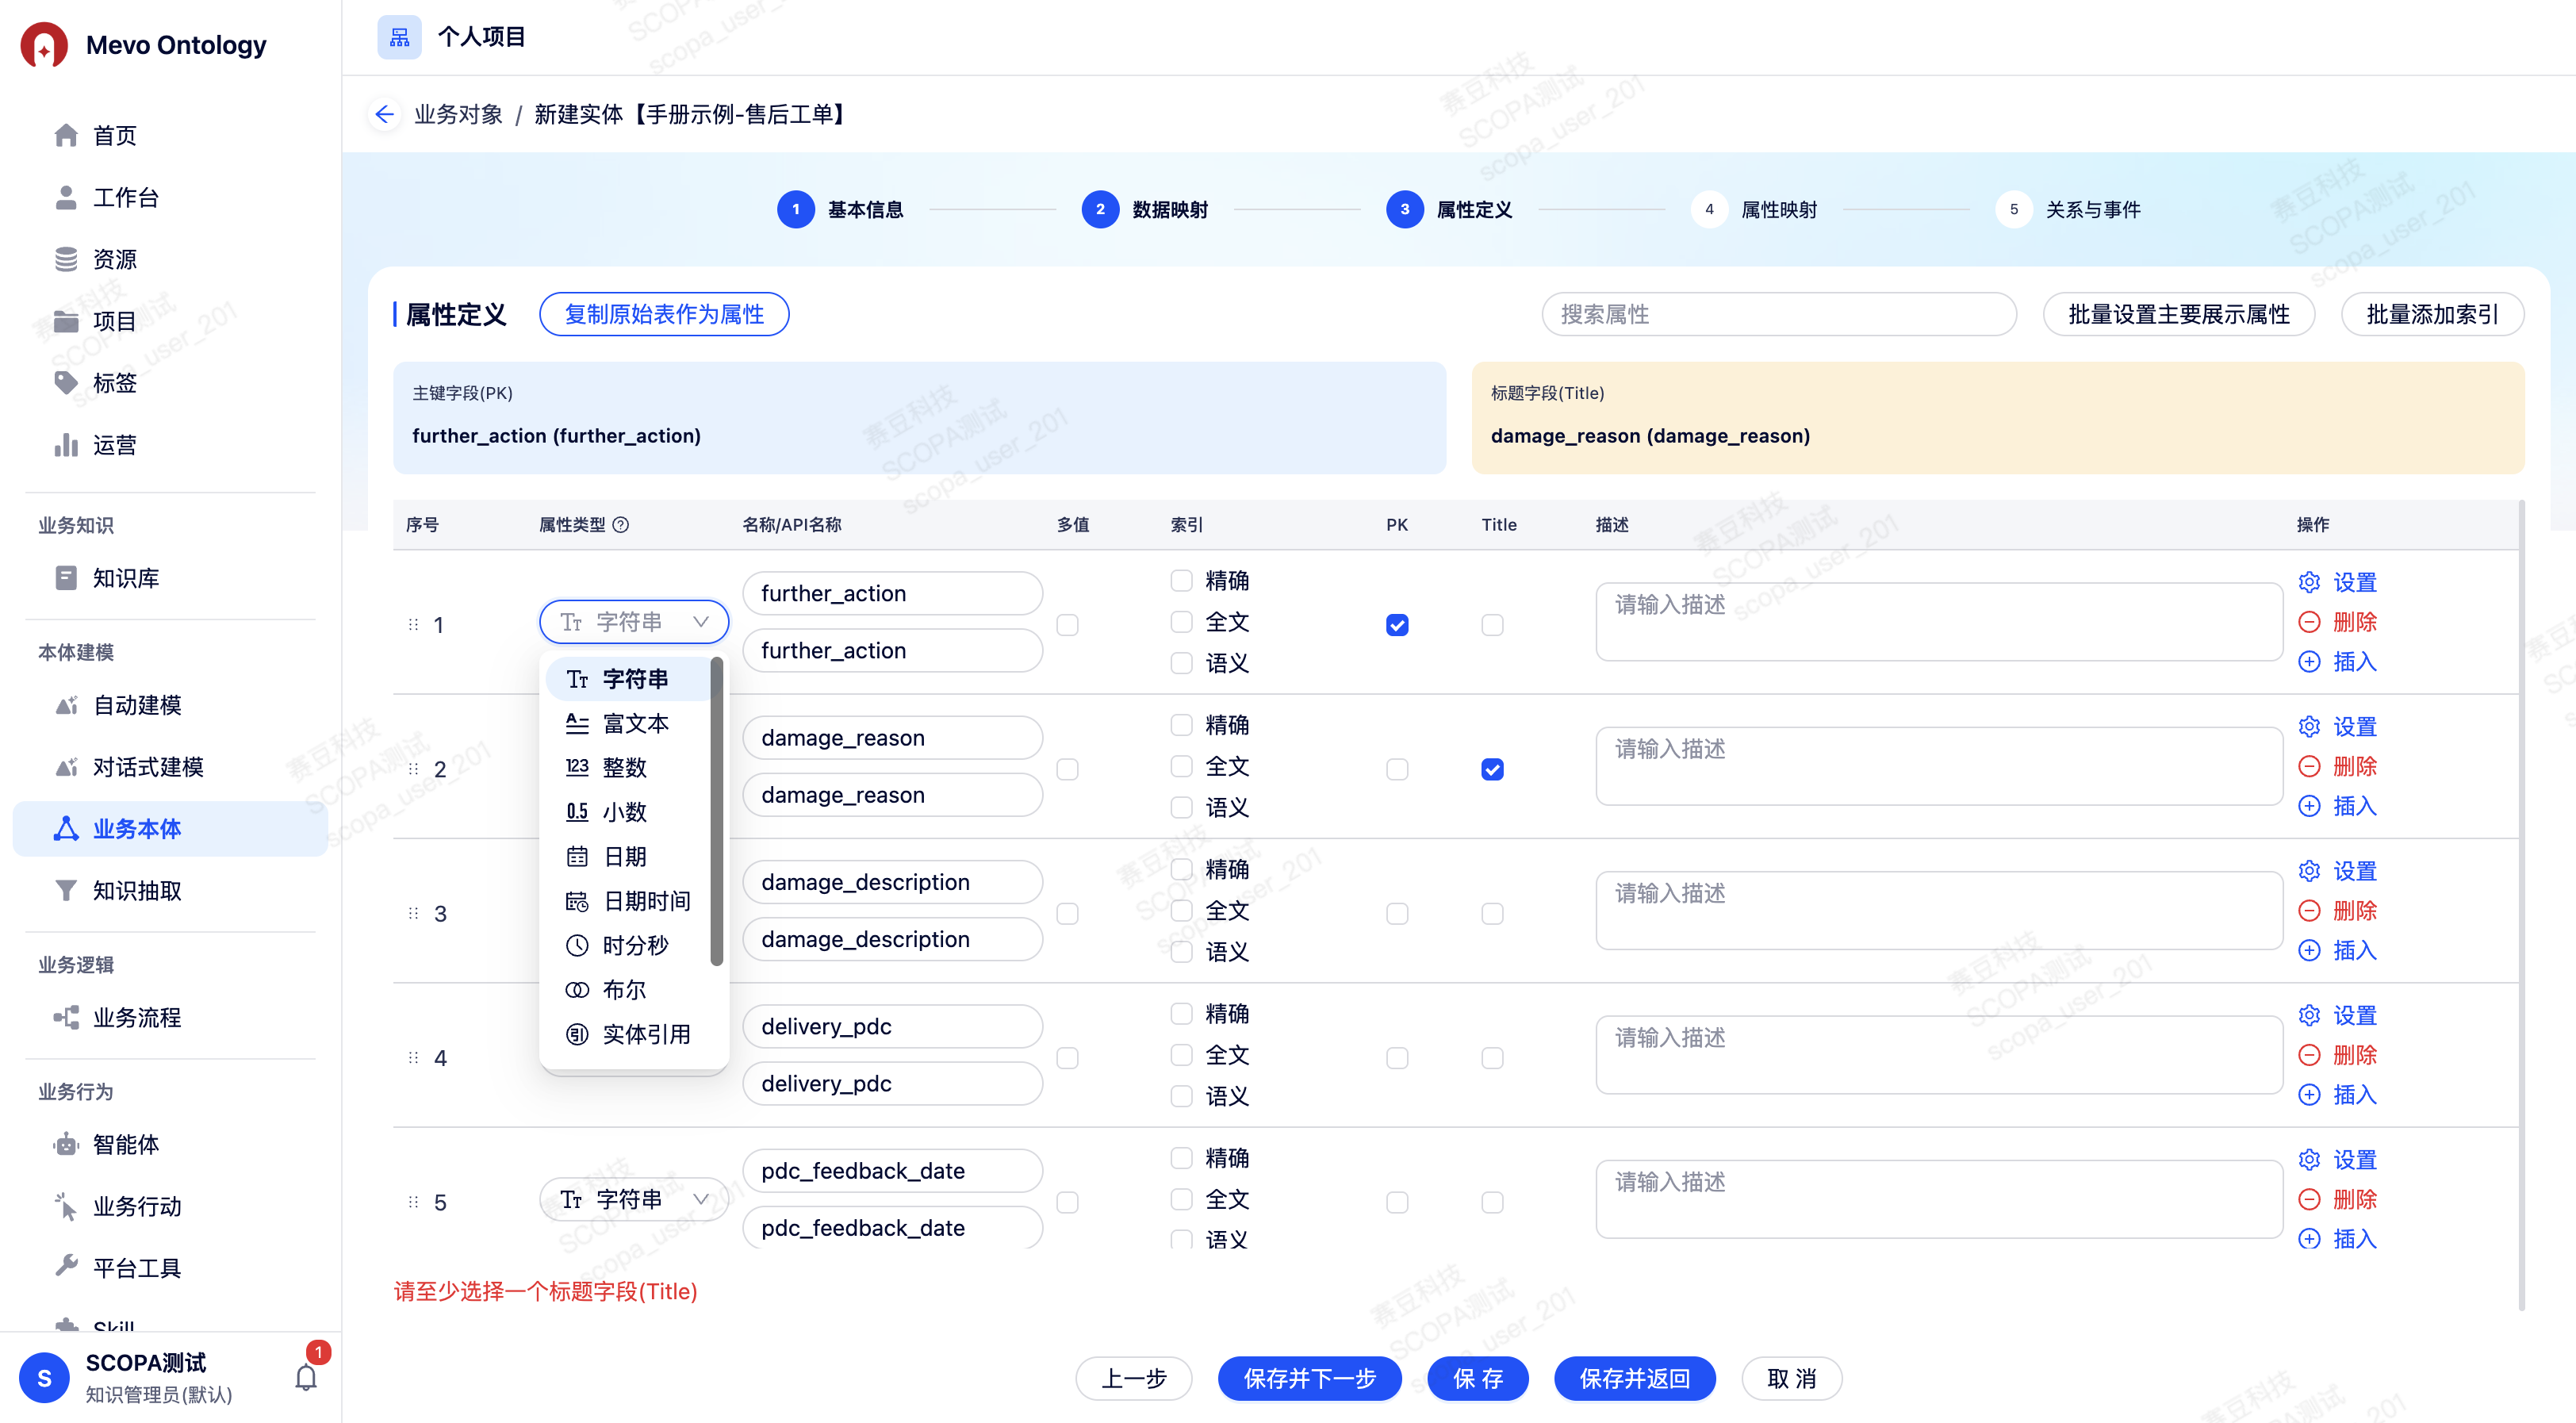 Mevo Ontology
首页
工作台
资源
项目
标签
运营
业务知识
知识库
本体建模
自动建模
对话式建模
业务本体
知识抽取
业务逻辑
业务流程
业务行为
智能体
业务行动
平台工具
Skill
S
SCOPA测试
知识管理员(默认)
1
个人项目
业务对象 / 新建实体【手册示例-售后工单】
1 基本信息
2 数据映射
3 属性定义
4 属性映射
5 关系与事件
属性定义
复制原始表作为属性
搜索属性
批量设置主要展示属性
批量添加索引
主键字段(PK)
further_action (further_action)
标题字段(Title)
damage_reason (damage_reason)
序号 属性类型 名称/API名称 多值 索引 PK Title 描述 操作
1
字符串
further_action
further_action
精确
全文
语义
请输入描述
设置
删除
插入
字符串
富文本
整数
小数
日期
日期时间
时分秒
布尔
实体引用
2
damage_reason
damage_reason
精确
全文
语义
请输入描述
设置
删除
插入
3
damage_description
damage_description
精确
全文
语义
请输入描述
设置
删除
插入
4
delivery_pdc
delivery_pdc
精确
全文
语义
请输入描述
设置
删除
插入
5
字符串
pdc_feedback_date
pdc_feedback_date
精确
全文
语义
请输入描述
设置
删除
插入
请至少选择一个标题字段(Title)
上一步
保存并下一步
保 存
保存并返回
取 消
赛豆科技
SCOPA测试
scopa_user_201